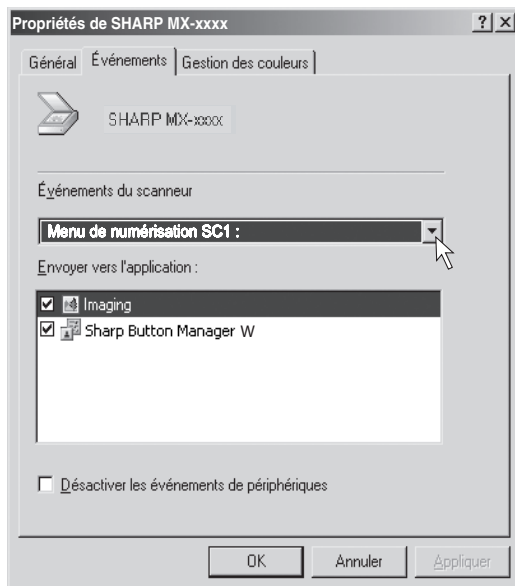 Propriétés de SHARP MX-xxxx
? ×
Général Événements Gestion des couleurs
SHARP MX-xxxx
Événements du scanneur
Menu de numérisation SC1 :
Envoyer vers l'application :
Imaging
Sharp Button Manager W
Désactiver les événements de périphériques
OK Annuler Appliquer